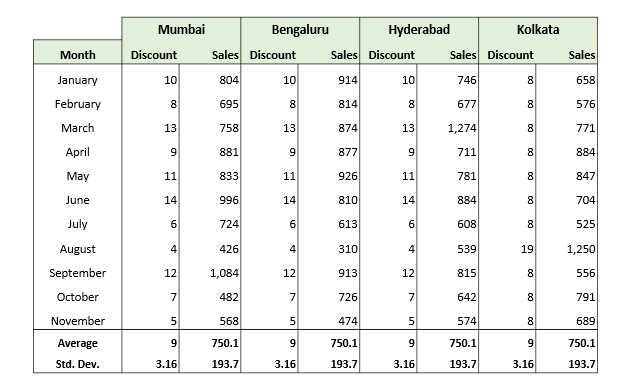 Mumbai Bengaluru Hyderabad Kolkata
Month Discount Sales Discount Sales Discount Sales Discount Sales
January 10 804 10 914 10 746 8 658
February 8 695 8 814 8 677 8 576
March 13 758 13 874 13 1,274 8 771
April 9 881 9 877 9 711 8 884
May 11 833 11 926 11 781 8 847
June 14 996 14 810 14 884 8 704
July 6 724 6 613 6 608 8 525
August 4 426 4 310 4 539 19 1,250
September 12 1,084 12 913 12 815 8 556
October 7 482 7 726 7 642 8 791
November 5 568 5 474 5 574 8 689
Average 9 750.1 9 750.1 9 750.1 9 750.1
Std. Dev. 3.16 193.7 3.16 193.7 3.16 193.7 3.16 193.7